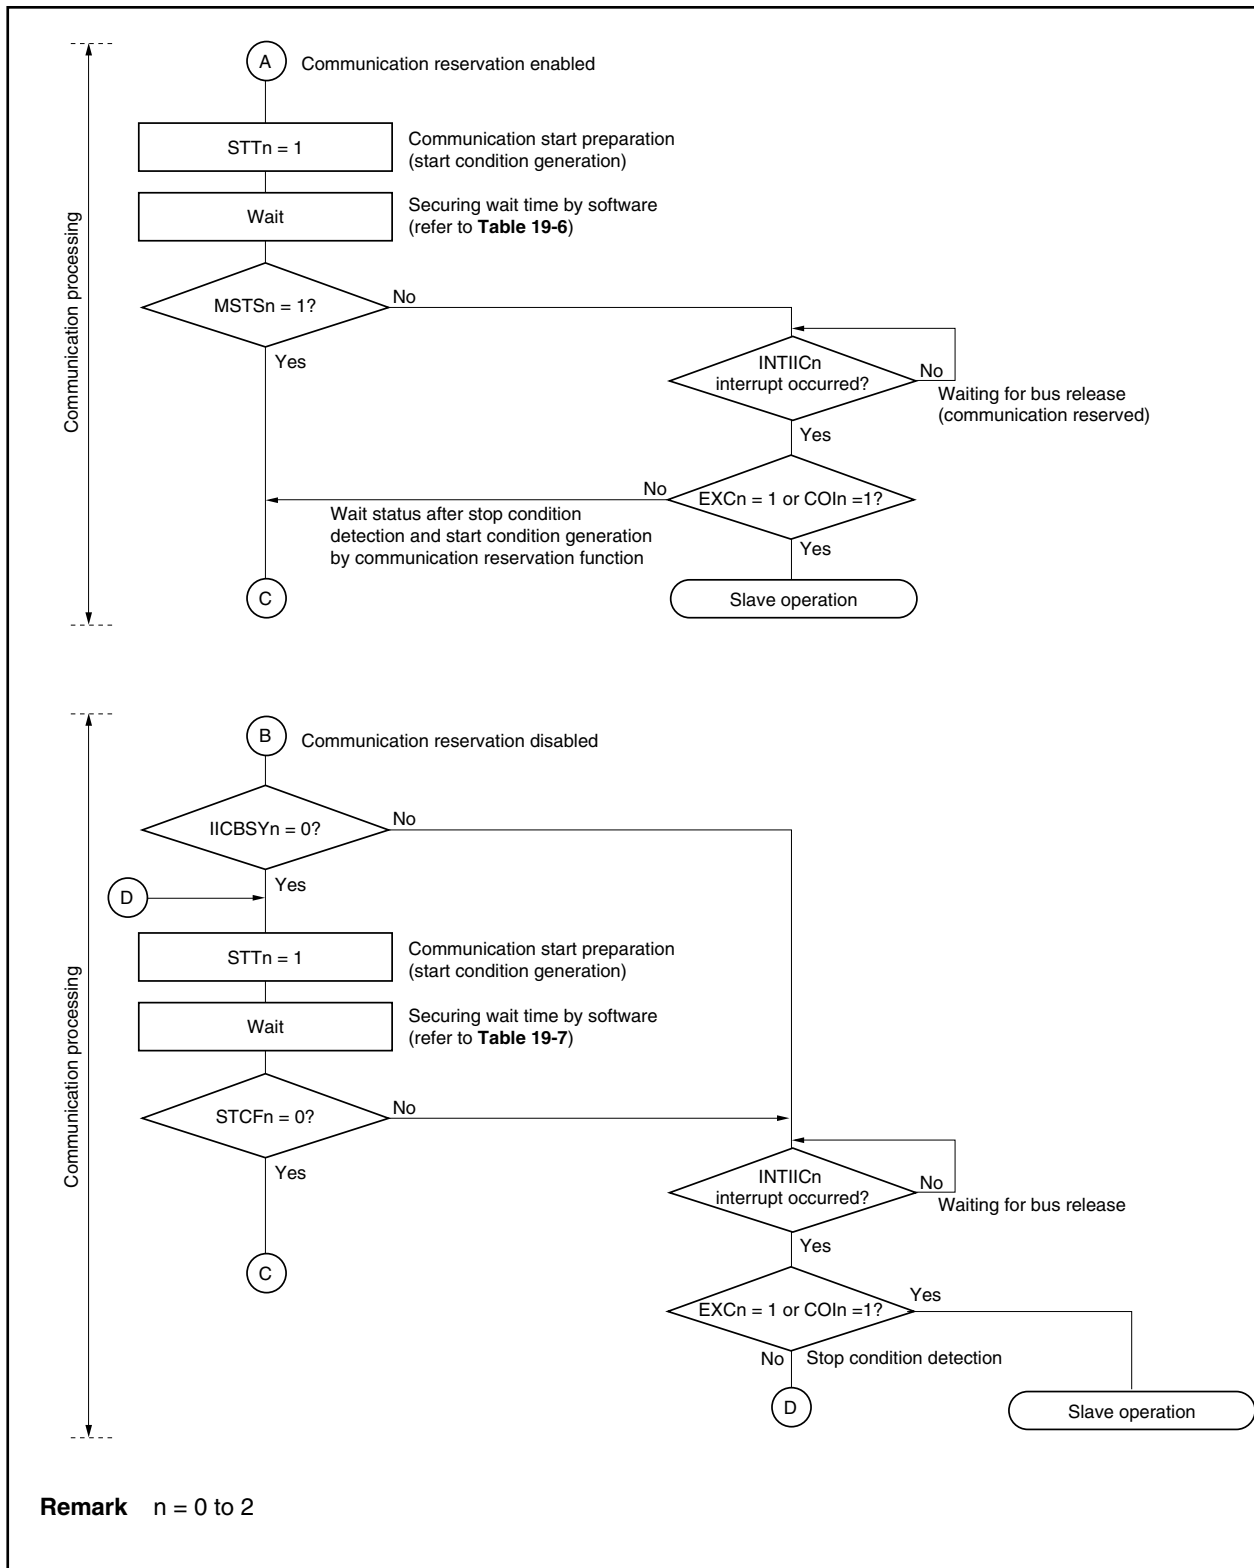 A Communication reservation enabled
STTn = 1
Communication start preparation
(start condition generation)
Wait
Securing wait time by software
(refer to Table 19-6)
MSTSn = 1?
No
Yes
INTIICn
interrupt occurred?
No
Waiting for bus release
(communication reserved)
Yes
EXCn = 1 or COIn =1?
No
Wait status after stop condition
detection and start condition generation
by communication reservation function
Yes
C
Slave operation
Communication processing
B Communication reservation disabled
IICBSYn = 0?
No
Yes
D
STTn = 1
Communication start preparation
(start condition generation)
Wait
Securing wait time by software
(refer to Table 19-7)
STCFn = 0?
No
Yes
INTIICn
interrupt occurred?
No
Waiting for bus release
Yes
C
EXCn = 1 or COIn =1?
Yes
No
Stop condition detection
D
Slave operation
Communication processing
Remark n = 0 to 2